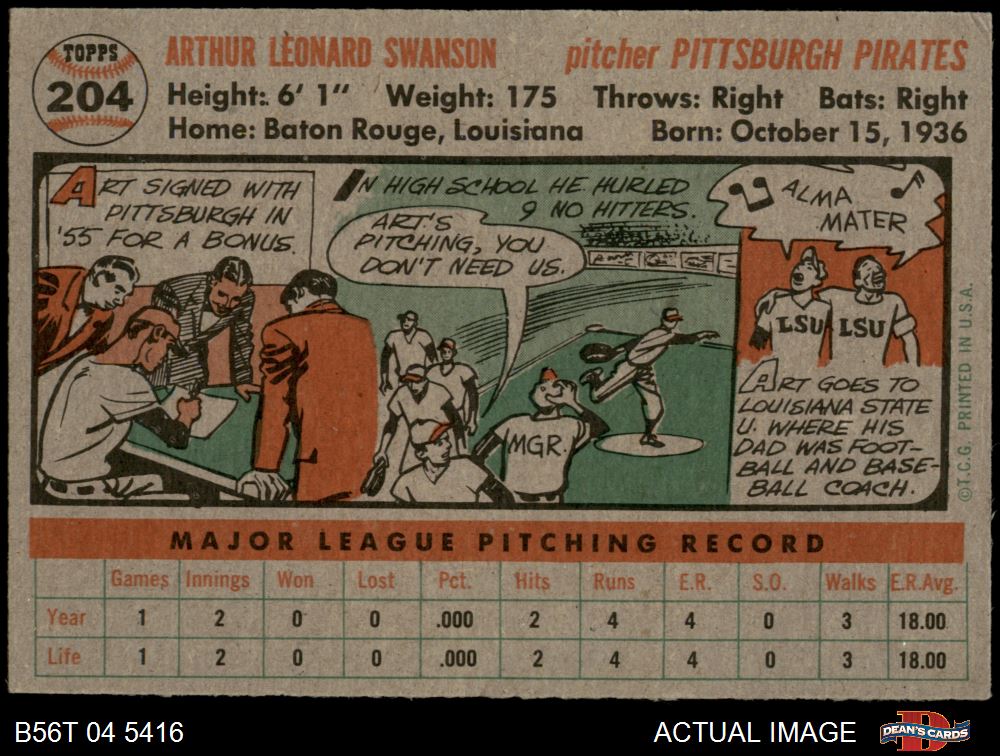 TOPPS
204
ARTHUR LEONARD SWANSON pitcher PITTSBURGH PIRATES
Height: 6' 1" Weight: 175 Throws: Right Bats: Right
Home: Baton Rouge, Louisiana Born: October 15, 1936
ART SIGNED WITH
PITTSBURGH IN
'55 FOR A BONUS.
IN HIGH SCHOOL HE HURLED
9 NO HITTERS.
ART'S
PITCHING, YOU
DON'T NEED US.
MGR.
ALMA
MATER
LSU LSU
ART GOES TO
LOUISIANA STATE
U. WHERE HIS
DAD WAS FOOT-
BALL AND BASE-
BALL COACH.
©T.C.G. PRINTED IN U.S.A.
MAJOR LEAGUE PITCHING RECORD
Games Innings Won Lost Pct. Hits Runs E.R. S.O. Walks E.R.Avg.
Year 1 2 0 0 .000 2 4 4 0 3 18.00
Life 1 2 0 0 .000 2 4 4 0 3 18.00
B56T 04 5416 ACTUAL IMAGE DEAN'S CARDS